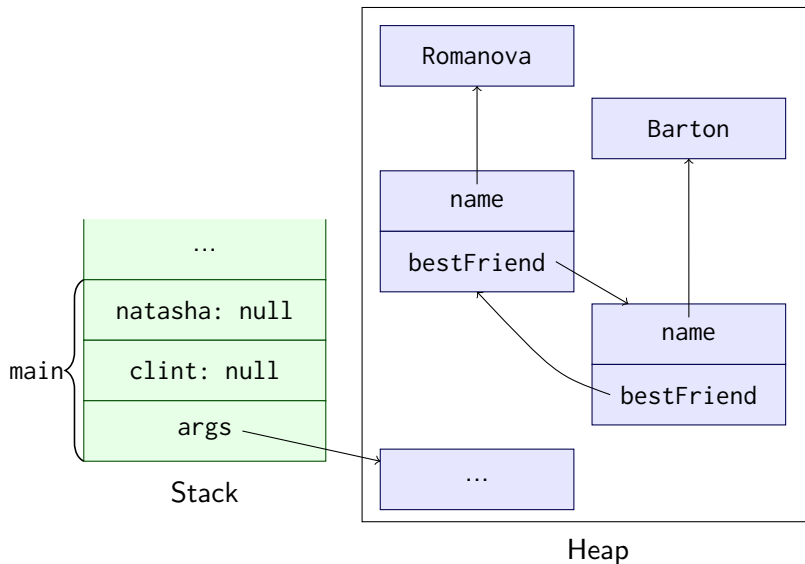 Romanova
Barton
name
bestFriend
...
natasha: null
clint: null
args
main
Stack
name
bestFriend
...
Heap